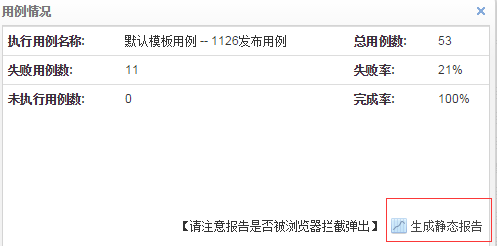 用例情况
执行用例名称: 默认模板用例 -- 1126发布用例 总用例数: 53
失败用例数: 11 失败率: 21%
未执行用例数: 0 完成率: 100%
【请注意报告是否被浏览器拦截弹出】 生成静态报告